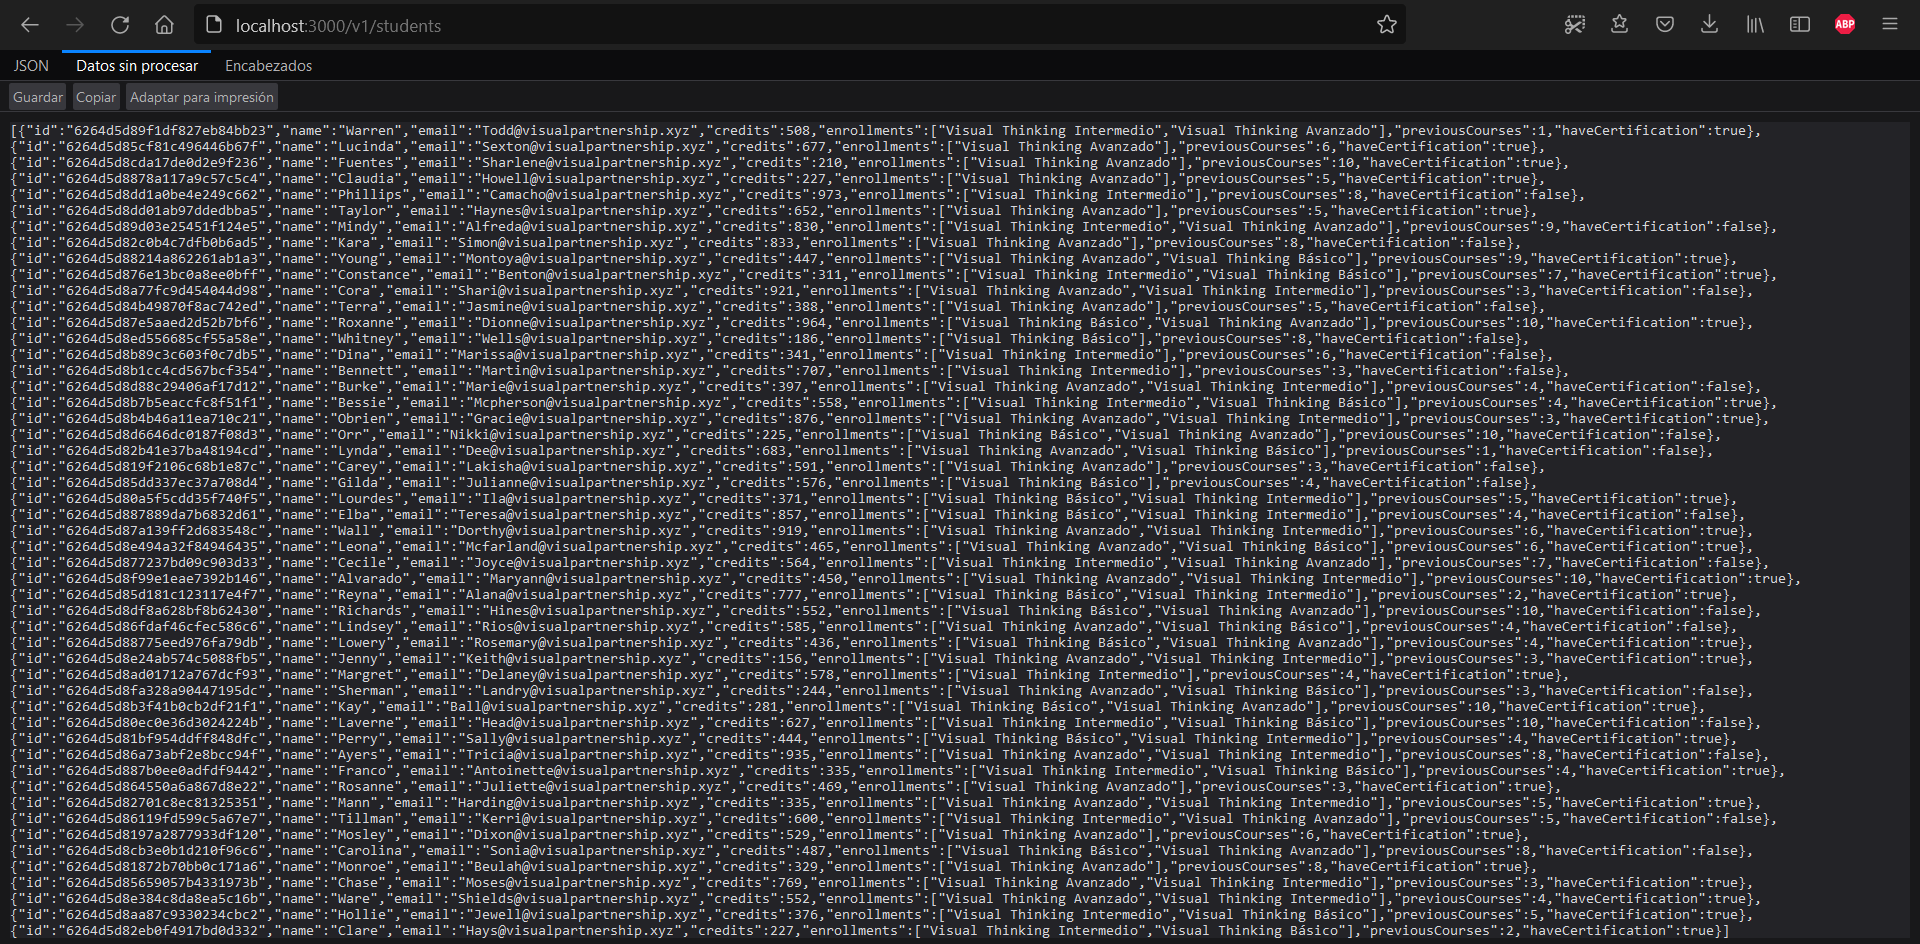 localhost:3000/v1/students
ABP
JSON Datos sin procesar Encabezados
Guardar Copiar Adaptar para impresión
[{"id":"6264d5d89f1df827eb84bb23","name":"Warren","email":"Todd@visualpartnership.xyz","credits":508,"enrollments":["Visual Thinking Intermedio","Visual Thinking Avanzado"],"previousCourses":1,"haveCertification":true},
{"id":"6264d5d85cf81c496446b67f","name":"Lucinda","email":"Sexton@visualpartnership.xyz","credits":677,"enrollments":["Visual Thinking Avanzado"],"previousCourses":6,"haveCertification":true},
{"id":"6264d5d8cda17de0d2e9f236","name":"Fuentes","email":"Sharlene@visualpartnership.xyz","credits":210,"enrollments":["Visual Thinking Avanzado"],"previousCourses":10,"haveCertification":true},
{"id":"6264d5d8878a117a9c57c5c4","name":"Claudia","email":"Howell@visualpartnership.xyz","credits":227,"enrollments":["Visual Thinking Avanzado"],"previousCourses":5,"haveCertification":true},
{"id":"6264d5d8dd1a0be4e249c662","name":"Phillips","email":"Camacho@visualpartnership.xyz","credits":973,"enrollments":["Visual Thinking Intermedio"],"previousCourses":8,"haveCertification":false},
{"id":"6264d5d8dd01ab97ddedbba5","name":"Taylor","email":"Haynes@visualpartnership.xyz","credits":652,"enrollments":["Visual Thinking Avanzado"],"previousCourses":5,"haveCertification":true},
{"id":"6264d5d89d03e25451f124e5","name":"Mindy","email":"Alfreda@visualpartnership.xyz","credits":830,"enrollments":["Visual Thinking Intermedio","Visual Thinking Avanzado"],"previousCourses":9,"haveCertification":false},
{"id":"6264d5d82c0b4c7dfb0b6ad5","name":"Kara","email":"Simon@visualpartnership.xyz","credits":833,"enrollments":["Visual Thinking Avanzado"],"previousCourses":8,"haveCertification":false},
{"id":"6264d5d88214a862261ab1a3","name":"Young","email":"Montoya@visualpartnership.xyz","credits":447,"enrollments":["Visual Thinking Avanzado","Visual Thinking Básico"],"previousCourses":9,"haveCertification":true},
{"id":"6264d5d876e13bc0a8ee0bff","name":"Constance","email":"Benton@visualpartnership.xyz","credits":311,"enrollments":["Visual Thinking Intermedio","Visual Thinking Básico"],"previousCourses":7,"haveCertification":true},
{"id":"6264d5d8a77fc9d454044d98","name":"Cora","email":"Shari@visualpartnership.xyz","credits":921,"enrollments":["Visual Thinking Avanzado","Visual Thinking Intermedio"],"previousCourses":3,"haveCertification":false},
{"id":"6264d5d84b49870f8ac742ed","name":"Terra","email":"Jasmine@visualpartnership.xyz","credits":388,"enrollments":["Visual Thinking Avanzado"],"previousCourses":5,"haveCertification":false},
{"id":"6264d5d87e5aaed2d52b7bf6","name":"Roxanne","email":"Dionne@visualpartnership.xyz","credits":964,"enrollments":["Visual Thinking Básico","Visual Thinking Avanzado"],"previousCourses":10,"haveCertification":true},
{"id":"6264d5d8ed556685cf55a58e","name":"Whitney","email":"Wells@visualpartnership.xyz","credits":186,"enrollments":["Visual Thinking Básico"],"previousCourses":8,"haveCertification":false},
{"id":"6264d5d8b89c3c603f0c7db5","name":"Dina","email":"Marissa@visualpartnership.xyz","credits":341,"enrollments":["Visual Thinking Intermedio"],"previousCourses":6,"haveCertification":false},
{"id":"6264d5d8b1cc4cd567bcf354","name":"Bennett","email":"Martin@visualpartnership.xyz","credits":707,"enrollments":["Visual Thinking Intermedio"],"previousCourses":3,"haveCertification":false},
{"id":"6264d5d8d88c29406af17d12","name":"Burke","email":"Marie@visualpartnership.xyz","credits":397,"enrollments":["Visual Thinking Avanzado","Visual Thinking Intermedio"],"previousCourses":4,"haveCertification":false},
{"id":"6264d5d8b7b5eaccfc8f51f1","name":"Bessie","email":"Mcpherson@visualpartnership.xyz","credits":558,"enrollments":["Visual Thinking Intermedio","Visual Thinking Básico"],"previousCourses":4,"haveCertification":true},
{"id":"6264d5d8b4b46a11ea710c21","name":"Obrien","email":"Gracie@visualpartnership.xyz","credits":876,"enrollments":["Visual Thinking Avanzado","Visual Thinking Intermedio"],"previousCourses":3,"haveCertification":true},
{"id":"6264d5d8d6646dc0187f08d3","name":"Orr","email":"Nikki@visualpartnership.xyz","credits":225,"enrollments":["Visual Thinking Básico","Visual Thinking Avanzado"],"previousCourses":10,"haveCertification":false},
{"id":"6264d5d82b41e37ba48194cd","name":"Lynda","email":"Dee@visualpartnership.xyz","credits":683,"enrollments":["Visual Thinking Avanzado","Visual Thinking Básico"],"previousCourses":1,"haveCertification":false},
{"id":"6264d5d819f2106c68b1e87c","name":"Carey","email":"Lakisha@visualpartnership.xyz","credits":591,"enrollments":["Visual Thinking Avanzado"],"previousCourses":3,"haveCertification":false},
{"id":"6264d5d85dd337ec37a708d4","name":"Gilda","email":"Julianne@visualpartnership.xyz","credits":576,"enrollments":["Visual Thinking Básico"],"previousCourses":4,"haveCertification":false},
{"id":"6264d5d80a5f5cdd35f740f5","name":"Lourdes","email":"Ila@visualpartnership.xyz","credits":371,"enrollments":["Visual Thinking Básico","Visual Thinking Intermedio"],"previousCourses":5,"haveCertification":true},
{"id":"6264d5d887889da7b6832d61","name":"Elba","email":"Teresa@visualpartnership.xyz","credits":857,"enrollments":["Visual Thinking Básico","Visual Thinking Intermedio"],"previousCourses":4,"haveCertification":false},
{"id":"6264d5d87a139ff2d683548c","name":"Wall","email":"Dorthy@visualpartnership.xyz","credits":919,"enrollments":["Visual Thinking Avanzado","Visual Thinking Intermedio"],"previousCourses":6,"haveCertification":true},
{"id":"6264d5d8e494a32f84946435","name":"Leona","email":"Mcfarland@visualpartnership.xyz","credits":465,"enrollments":["Visual Thinking Avanzado","Visual Thinking Básico"],"previousCourses":6,"haveCertification":true},
{"id":"6264d5d877237bd09c903d33","name":"Cecile","email":"Joyce@visualpartnership.xyz","credits":564,"enrollments":["Visual Thinking Avanzado","Visual Thinking Avanzado"],"previousCourses":7,"haveCertification":false},
{"id":"6264d5d8f99e1eae7392b146","name":"Alvarado","email":"Maryann@visualpartnership.xyz","credits":450,"enrollments":["Visual Thinking Avanzado","Visual Thinking Intermedio"],"previousCourses":10,"haveCertification":true},
{"id":"6264d5d85d181c123117e4f7","name":"Reyna","email":"Alana@visualpartnership.xyz","credits":777,"enrollments":["Visual Thinking Básico","Visual Thinking Intermedio"],"previousCourses":2,"haveCertification":true},
{"id":"6264d5d8df8a628bf8b62430","name":"Richards","email":"Hines@visualpartnership.xyz","credits":552,"enrollments":["Visual Thinking Básico","Visual Thinking Avanzado"],"previousCourses":10,"haveCertification":false},
{"id":"6264d5d86fdaf46cfec586c6","name":"Lindsey","email":"Rios@visualpartnership.xyz","credits":585,"enrollments":["Visual Thinking Avanzado","Visual Thinking Básico"],"previousCourses":4,"haveCertification":false},
{"id":"6264d5d88775eed976fa79db","name":"Lowery","email":"Rosemary@visualpartnership.xyz","credits":436,"enrollments":["Visual Thinking Básico","Visual Thinking Avanzado"],"previousCourses":4,"haveCertification":true},
{"id":"6264d5d8e24ab574c5088fb5","name":"Jenny","email":"Keith@visualpartnership.xyz","credits":156,"enrollments":["Visual Thinking Avanzado","Visual Thinking Intermedio"],"previousCourses":3,"haveCertification":true},
{"id":"6264d5d8ad01712a767dcf93","name":"Margret","email":"Delaney@visualpartnership.xyz","credits":578,"enrollments":["Visual Thinking Intermedio"],"previousCourses":4,"haveCertification":true},
{"id":"6264d5d8fa328a90447195dc","name":"Sherman","email":"Landry@visualpartnership.xyz","credits":244,"enrollments":["Visual Thinking Avanzado","Visual Thinking Básico"],"previousCourses":3,"haveCertification":false},
{"id":"6264d5d8b3f41b0cb2df21f1","name":"Kay","email":"Ball@visualpartnership.xyz","credits":281,"enrollments":["Visual Thinking Básico","Visual Thinking Avanzado"],"previousCourses":10,"haveCertification":true},
{"id":"6264d5d80ec0e36d3024224b","name":"Laverne","email":"Head@visualpartnership.xyz","credits":627,"enrollments":["Visual Thinking Intermedio","Visual Thinking Básico"],"previousCourses":10,"haveCertification":false},
{"id":"6264d5d81bf954ddff848dfc","name":"Perry","email":"Sally@visualpartnership.xyz","credits":444,"enrollments":["Visual Thinking Básico","Visual Thinking Intermedio"],"previousCourses":4,"haveCertification":true},
{"id":"6264d5d86a73abf2e8bcc94f","name":"Ayers","email":"Tricia@visualpartnership.xyz","credits":935,"enrollments":["Visual Thinking Avanzado","Visual Thinking Intermedio"],"previousCourses":8,"haveCertification":false},
{"id":"6264d5d887b0ee0adfdf9442","name":"Franco","email":"Antoinette@visualpartnership.xyz","credits":335,"enrollments":["Visual Thinking Intermedio","Visual Thinking Básico"],"previousCourses":4,"haveCertification":true},
{"id":"6264d5d864550a6a867d8e22","name":"Rosanne","email":"Juliette@visualpartnership.xyz","credits":469,"enrollments":["Visual Thinking Avanzado"],"previousCourses":3,"haveCertification":true},
{"id":"6264d5d82701c8ec81325351","name":"Mann","email":"Harding@visualpartnership.xyz","credits":335,"enrollments":["Visual Thinking Avanzado","Visual Thinking Intermedio"],"previousCourses":5,"haveCertification":true},
{"id":"6264d5d86119fd599c5a67e7","name":"Tillman","email":"Kerri@visualpartnership.xyz","credits":600,"enrollments":["Visual Thinking Intermedio","Visual Thinking Avanzado"],"previousCourses":5,"haveCertification":false},
{"id":"6264d5d8197a2877933df120","name":"Mosley","email":"Dixon@visualpartnership.xyz","credits":529,"enrollments":["Visual Thinking Avanzado"],"previousCourses":6,"haveCertification":true},
{"id":"6264d5d8cb3e0b1d210f96c6","name":"Carolina","email":"Sonia@visualpartnership.xyz","credits":487,"enrollments":["Visual Thinking Básico","Visual Thinking Avanzado"],"previousCourses":8,"haveCertification":false},
{"id":"6264d5d81872b70bb0c171a6","name":"Monroe","email":"Beulah@visualpartnership.xyz","credits":329,"enrollments":["Visual Thinking Avanzado"],"previousCourses":8,"haveCertification":true},
{"id":"6264d5d85659057b4331973b","name":"Chase","email":"Moses@visualpartnership.xyz","credits":769,"enrollments":["Visual Thinking Avanzado","Visual Thinking Intermedio"],"previousCourses":3,"haveCertification":true},
{"id":"6264d5d8e384c8da8ea5c16b","name":"Ware","email":"Shields@visualpartnership.xyz","credits":552,"enrollments":["Visual Thinking Avanzado","Visual Thinking Intermedio"],"previousCourses":4,"haveCertification":true},
{"id":"6264d5d8aa87c9330234cbc2","name":"Hollie","email":"Jewell@visualpartnership.xyz","credits":376,"enrollments":["Visual Thinking Intermedio","Visual Thinking Básico"],"previousCourses":5,"haveCertification":true},
{"id":"6264d5d82eb0f4917bd0d332","name":"Clare","email":"Hays@visualpartnership.xyz","credits":227,"enrollments":["Visual Thinking Intermedio","Visual Thinking Básico"],"previousCourses":2,"haveCertification":true}]